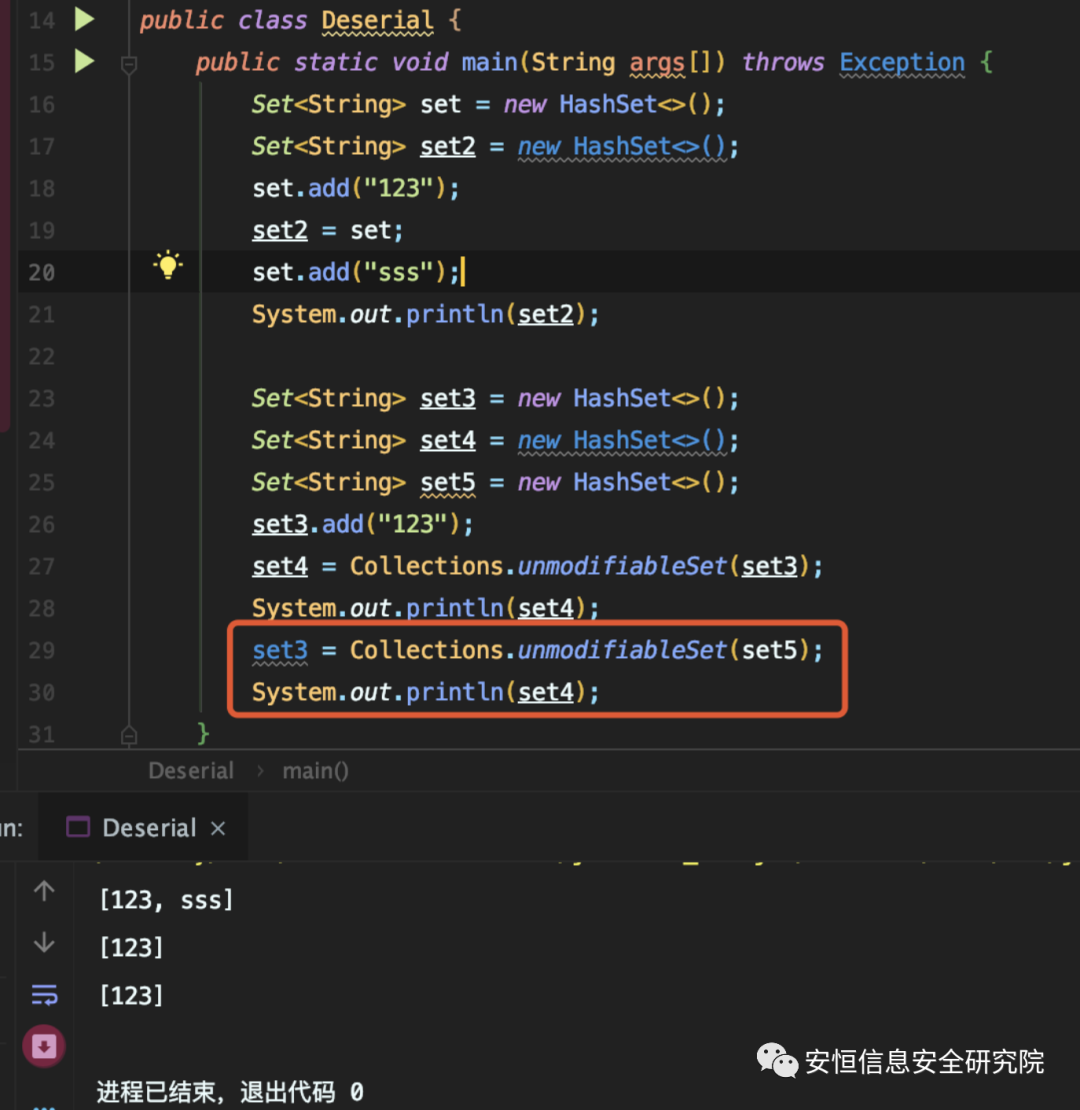 14 public class Deserial {
15 public static void main(String args[]) throws Exception {
16 Set<String> set = new HashSet<>();
17 Set<String> set2 = new HashSet<>();
18 set.add("123");
19 set2 = set;
20 set.add("sss");
21 System.out.println(set2);
22
23 Set<String> set3 = new HashSet<>();
24 Set<String> set4 = new HashSet<>();
25 Set<String> set5 = new HashSet<>();
26 set3.add("123");
27 set4 = Collections.unmodifiableSet(set3);
28 System.out.println(set4);
29 set3 = Collections.unmodifiableSet(set5);
30 System.out.println(set4);
31 }
Deserial › main()
un: Deserial ×
[123, sss]
[123]
[123]
进程已结束，退出代码 0
安恒信息安全研究院